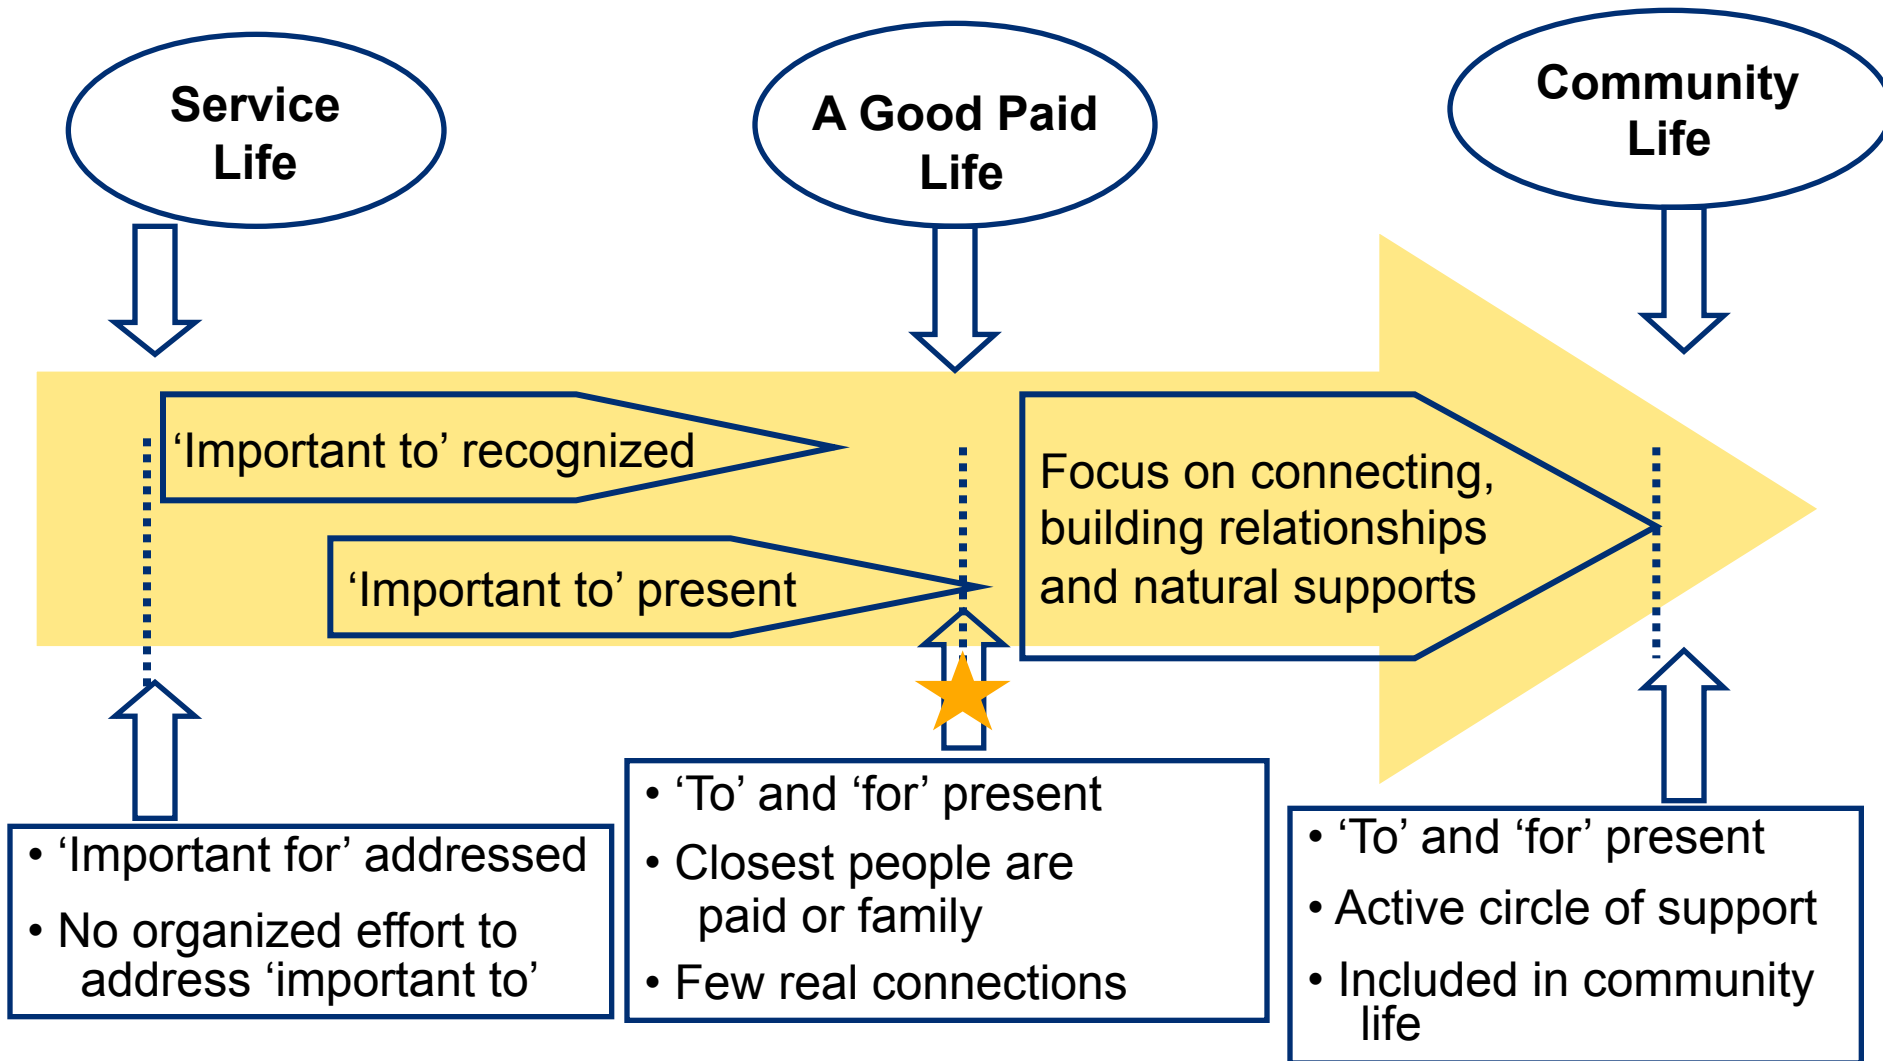 Service
Life
A Good Paid
Life
Community
Life
‘Important to’ recognized
‘Important to’ present
Focus on connecting,
building relationships
and natural supports
• ‘Important for’ addressed
• No organized effort to
address ‘important to’
• ‘To’ and ‘for’ present
• Closest people are
paid or family
• Few real connections
• ‘To’ and ‘for’ present
• Active circle of support
• Included in community
life